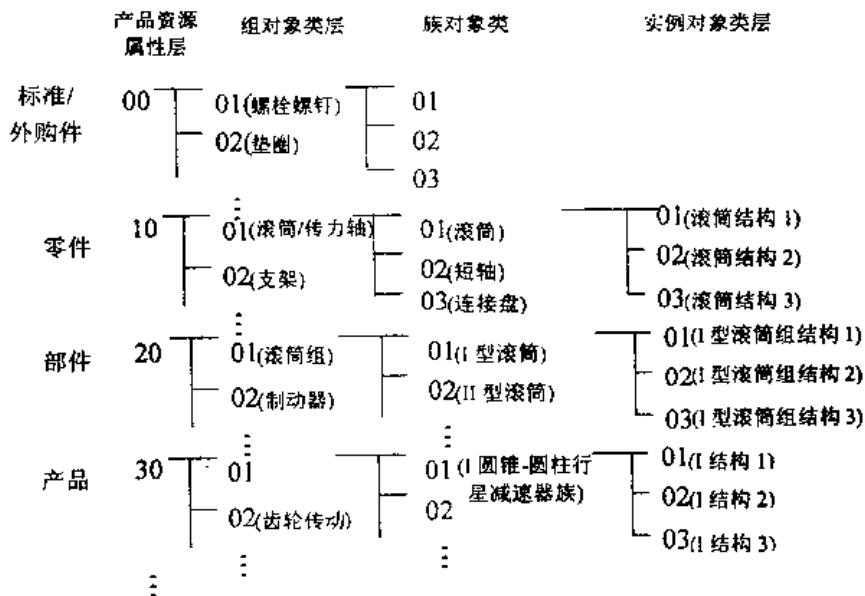 产品资源 组对象类层 族对象类 实例对象类层
属性层
标准/ 00 01(螺栓螺钉) 01
外购件 02(垫圈) 02
03
零件 10 01(滚筒/传力轴) 01(滚筒) 01(滚筒结构 1)
02(支架) 02(短轴) 02(滚筒结构 2)
03(连接盘) 03(滚筒结构 3)
部件 20 01(滚筒组) 01(I 型滚筒) 01(I 型滚筒组结构 1)
02(制动器) 02(II 型滚筒) 02(I 型滚筒组结构 2)
03(I 型滚筒组结构 3)
产品 30 01 01 (I 圆锥-圆柱行 01(I 结构 1)
02(齿轮传动) 02 星减速器族) 02(I 结构 2)
03(I 结构 3)